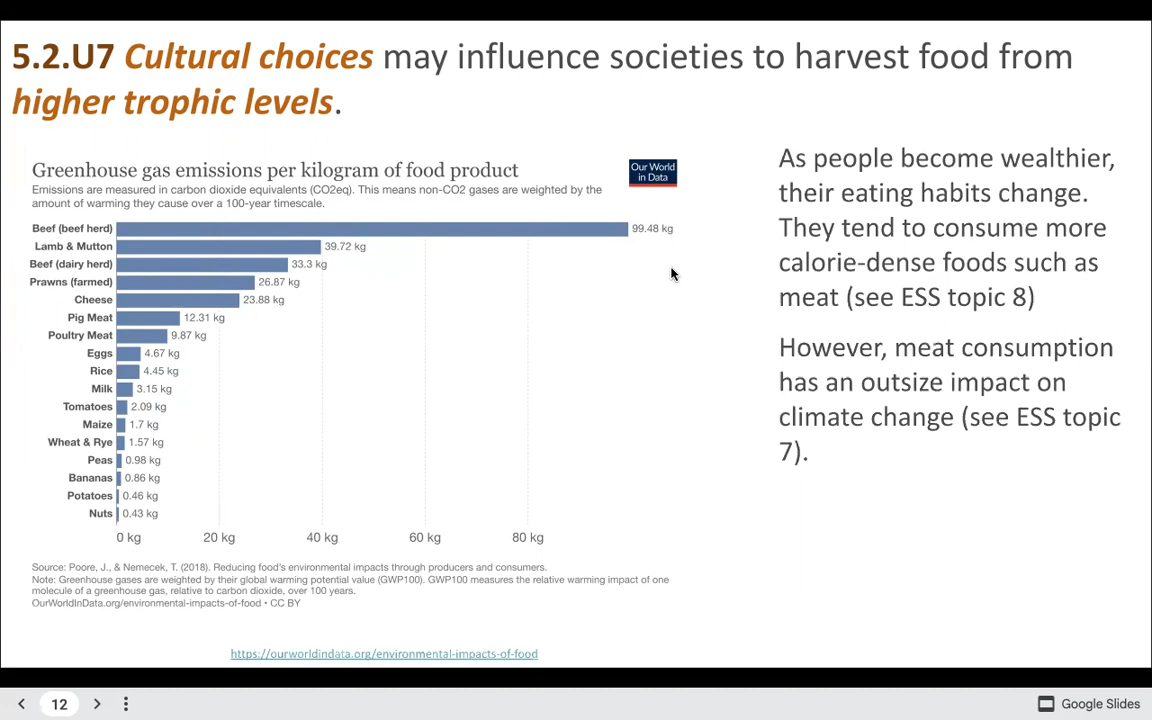 5.2.U7 Cultural choices may influence societies to harvest food from
higher trophic levels.
Greenhouse gas emissions per kilogram of food product
Our World
in Data
Emissions are measured in carbon dioxide equivalents (CO2eq). This means non-CO2 gases are weighted by the
amount of warming they cause over a 100-year timescale.
Beef (beef herd) 99.48 kg
Lamb & Mutton 39.72 kg
Beef (dairy herd) 33.3 kg
Prawns (farmed) 26.87 kg
Cheese 23.88 kg
Pig Meat 12.31 kg
Poultry Meat 9.87 kg
Eggs 4.67 kg
Rice 4.45 kg
Milk 3.15 kg
Tomatoes 2.09 kg
Maize 1.7 kg
Wheat & Rye 1.57 kg
Peas 0.98 kg
Bananas 0.86 kg
Potatoes 0.46 kg
Nuts 0.43 kg
0 kg 20 kg 40 kg 60 kg 80 kg
Source: Poore, J., & Nemecek, T. (2018). Reducing food's environmental impacts through producers and consumers.
Note: Greenhouse gases are weighted by their global warming potential value (GWP100). GWP100 measures the relative warming impact of one
molecule of a greenhouse gas, relative to carbon dioxide, over 100 years.
OurWorldInData.org/environmental-impacts-of-food • CC BY
https://ourworldindata.org/environmental-impacts-of-food
As people become wealthier,
their eating habits change.
They tend to consume more
calorie-dense foods such as
meat (see ESS topic 8)
However, meat consumption
has an outsize impact on
climate change (see ESS topic
7).
12
Google Slides